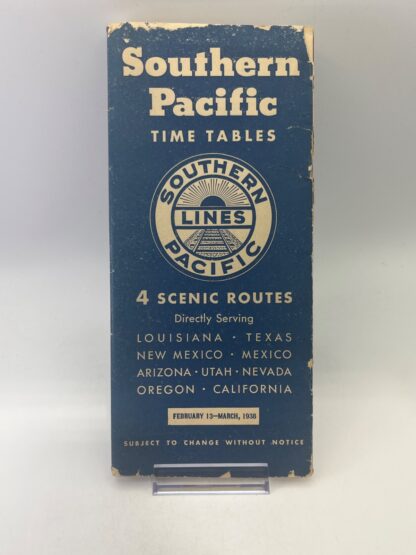 Southern
Pacific
TIME TABLES
SOUTHERN
LINES
PACIFIC
4 SCENIC ROUTES
Directly Serving
LOUISIANA · TEXAS
NEW MEXICO · MEXICO
ARIZONA · UTAH · NEVADA
OREGON · CALIFORNIA
FEBRUARY 13—MARCH, 1938
SUBJECT TO CHANGE WITHOUT NOTICE